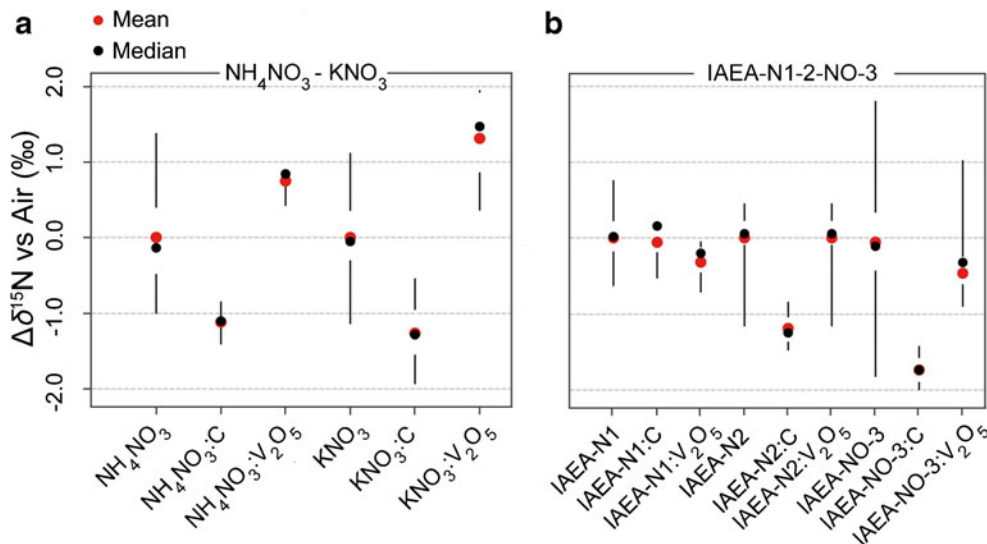 a
Mean
Median
b
NH₄NO₃ - KNO₃
IAEA-N1-2-NO-3
Δδ¹⁵N vs Air (‰)
2.0
1.0
0.0
-1.0
-2.0
NH₄NO₃
NH₄NO₃:C
NH₄NO₃:V₂O₅
KNO₃
KNO₃:C
KNO₃:V₂O₅
IAEA-N1
IAEA-N1:C
IAEA-N1:V₂O₅
IAEA-N2
IAEA-N2:C
IAEA-N2:V₂O₅
IAEA-NO-3
IAEA-NO-3:C
IAEA-NO-3:V₂O₅